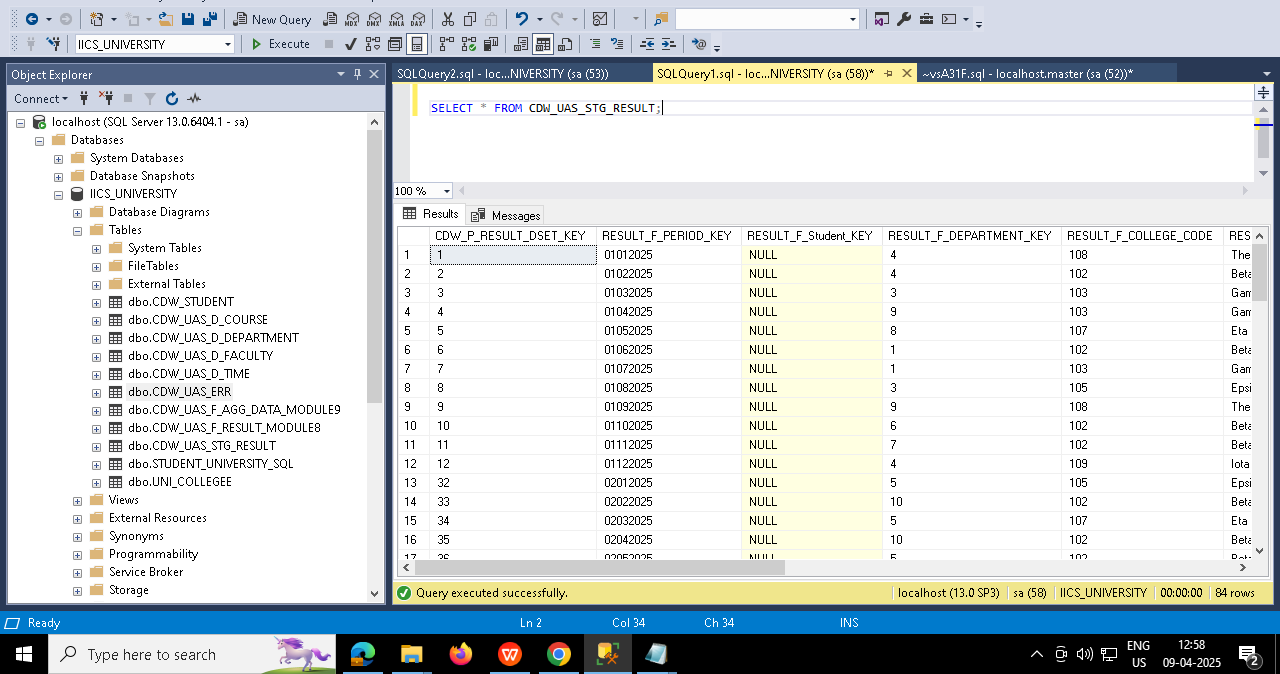 New Query
MDX DMX XMLA DAX
IICS_UNIVERSITY
Execute
Object Explorer
Connect
localhost (SQL Server 13.0.6404.1 - sa)
Databases
System Databases
Database Snapshots
IICS_UNIVERSITY
Database Diagrams
Tables
System Tables
FileTables
External Tables
dbo.CDW_STUDENT
dbo.CDW_UAS_D_COURSE
dbo.CDW_UAS_D_DEPARTMENT
dbo.CDW_UAS_D_FACULTY
dbo.CDW_UAS_D_TIME
dbo.CDW_UAS_ERR
dbo.CDW_UAS_F_AGG_DATA_MODULE9
dbo.CDW_UAS_F_RESULT_MODULE8
dbo.CDW_UAS_STG_RESULT
dbo.STUDENT_UNIVERSITY_SQL
dbo.UNI_COLLEGEE
Views
External Resources
Synonyms
Programmability
Service Broker
Storage
SQLQuery2.sql - loc...NIVERSITY (sa (53)) SQLQuery1.sql - loc...NIVERSITY (sa (58))* ~vsA31F.sql - localhost.master (sa (52))*
SELECT * FROM CDW_UAS_STG_RESULT;
100 %
Results Messages
CDW_P_RESULT_DSET_KEY RESULT_F_PERIOD_KEY RESULT_F_Student_KEY RESULT_F_DEPARTMENT_KEY RESULT_F_COLLEGE_CODE RES
1 1 01012025 NULL 4 108 The
2 2 01022025 NULL 4 102 Beta
3 3 01032025 NULL 3 103 Gam
4 4 01042025 NULL 9 103 Gam
5 5 01052025 NULL 8 107 Eta
6 6 01062025 NULL 1 102 Beta
7 7 01072025 NULL 1 103 Gam
8 8 01082025 NULL 3 105 Epsi
9 9 01092025 NULL 9 108 The
10 10 01102025 NULL 6 102 Beta
11 11 01112025 NULL 7 102 Beta
12 12 01122025 NULL 4 109 Iota
13 32 02012025 NULL 5 105 Epsi
14 33 02022025 NULL 10 102 Beta
15 34 02032025 NULL 5 107 Eta
16 35 02042025 NULL 10 102 Beta
17 36 02052025 NULL 5 102 Beta
Query executed successfully. localhost (13.0 SP3) sa (58) IICS_UNIVERSITY 00:00:00 84 rows
Ready Ln 2 Col 34 Ch 34 INS
Type here to search
ENG
US
12:58
09-04-2025
2